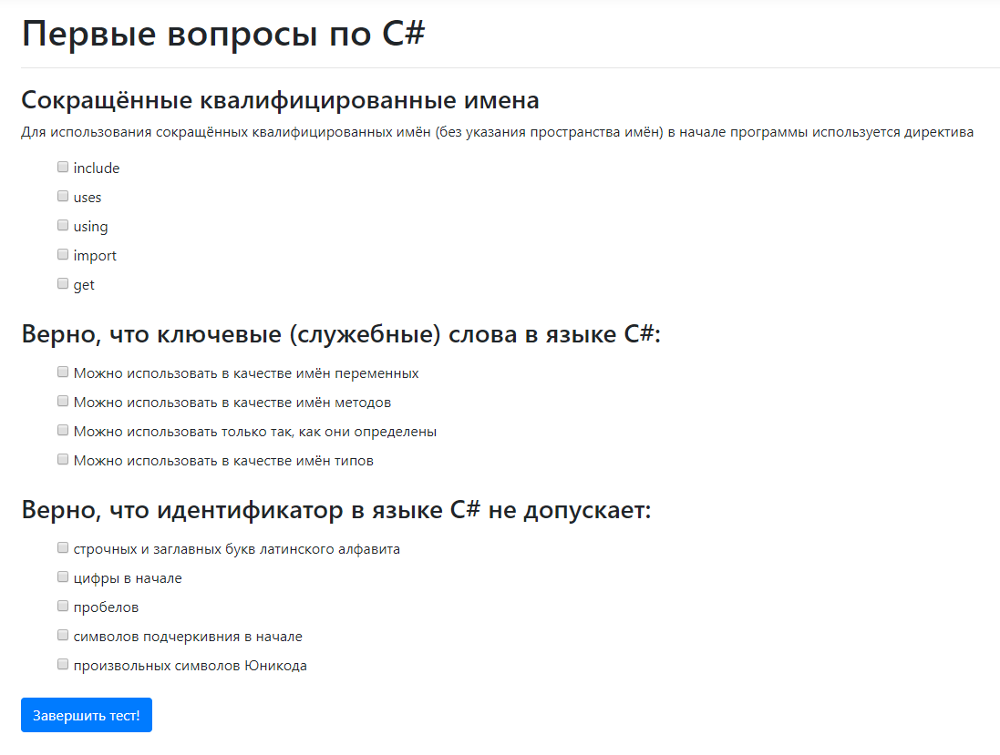 Первые вопросы по C#
Сокращённые квалифицированные имена
Для использования сокращённых квалифицированных имён (без указания пространства имён) в начале программы используется директива
include
uses
using
import
get
Верно, что ключевые (служебные) слова в языке C#:
Можно использовать в качестве имён переменных
Можно использовать в качестве имён методов
Можно использовать только так, как они определены
Можно использовать в качестве имён типов
Верно, что идентификатор в языке C# не допускает:
строчных и заглавных букв латинского алфавита
цифры в начале
пробелов
символов подчеркивния в начале
произвольных символов Юникода
Завершить тест!